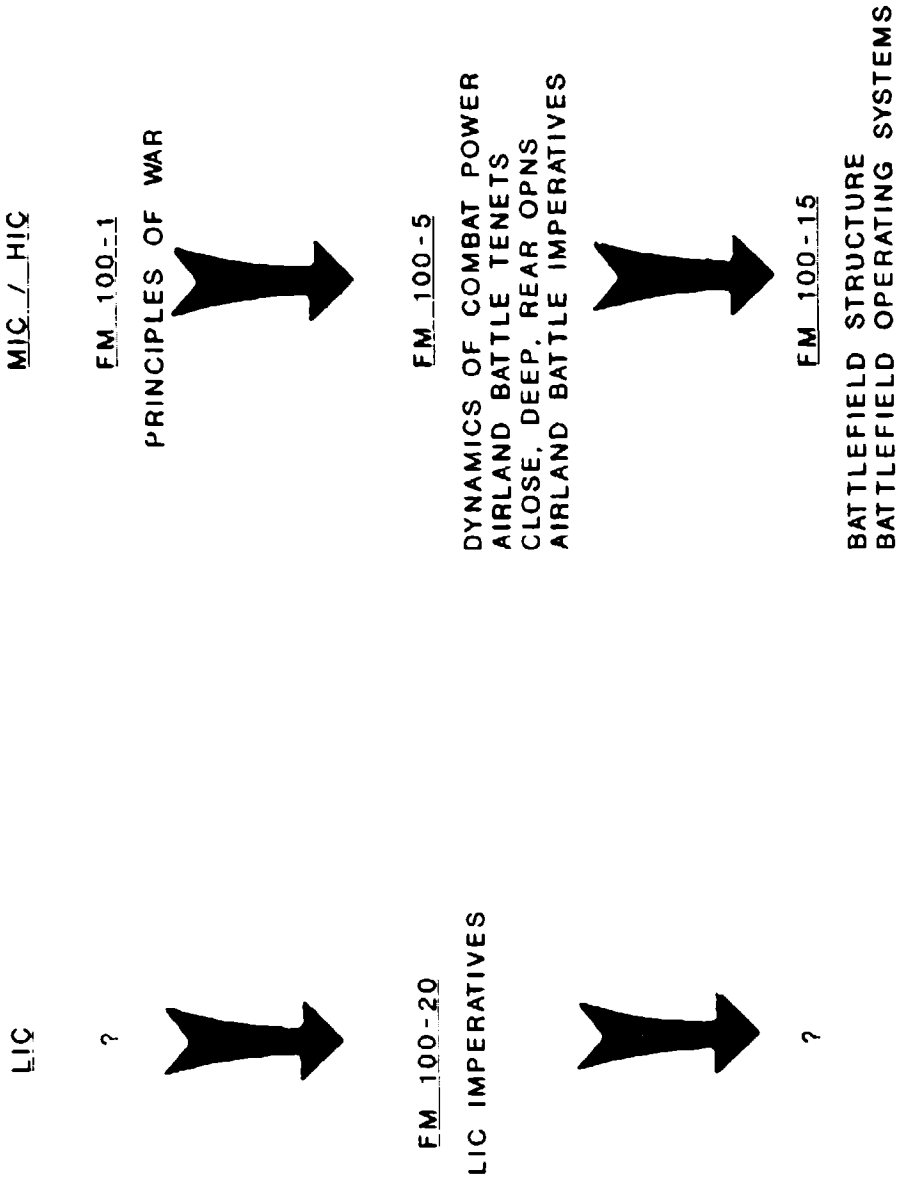 LIC
?
FM 100-20
LIC IMPERATIVES
?
MIC / HIC
FM 100-1
PRINCIPLES OF WAR
FM 100-5
DYNAMICS OF COMBAT POWER
AIRLAND BATTLE TENETS
CLOSE, DEEP, REAR OPNS
AIRLAND BATTLE IMPERATIVES
FM 100-15
BATTLEFIELD STRUCTURE
BATTLEFIELD OPERATING SYSTEMS